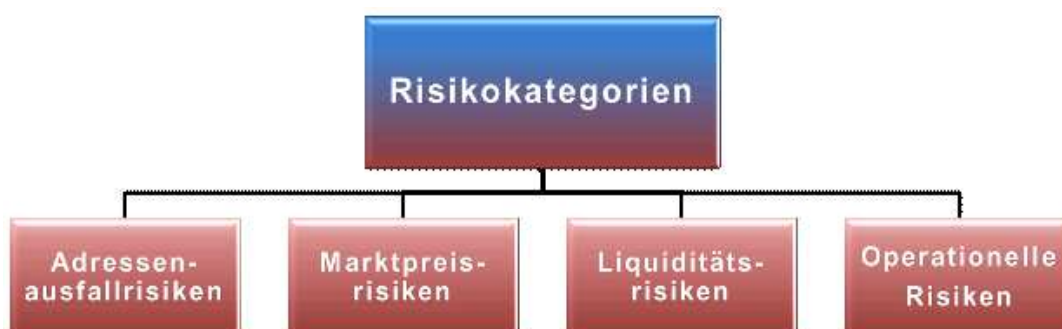 Risikokategorien
Adressen-
ausfallrisiken
Marktpreis-
risiken
Liquiditäts-
risiken
Operationelle
Risiken